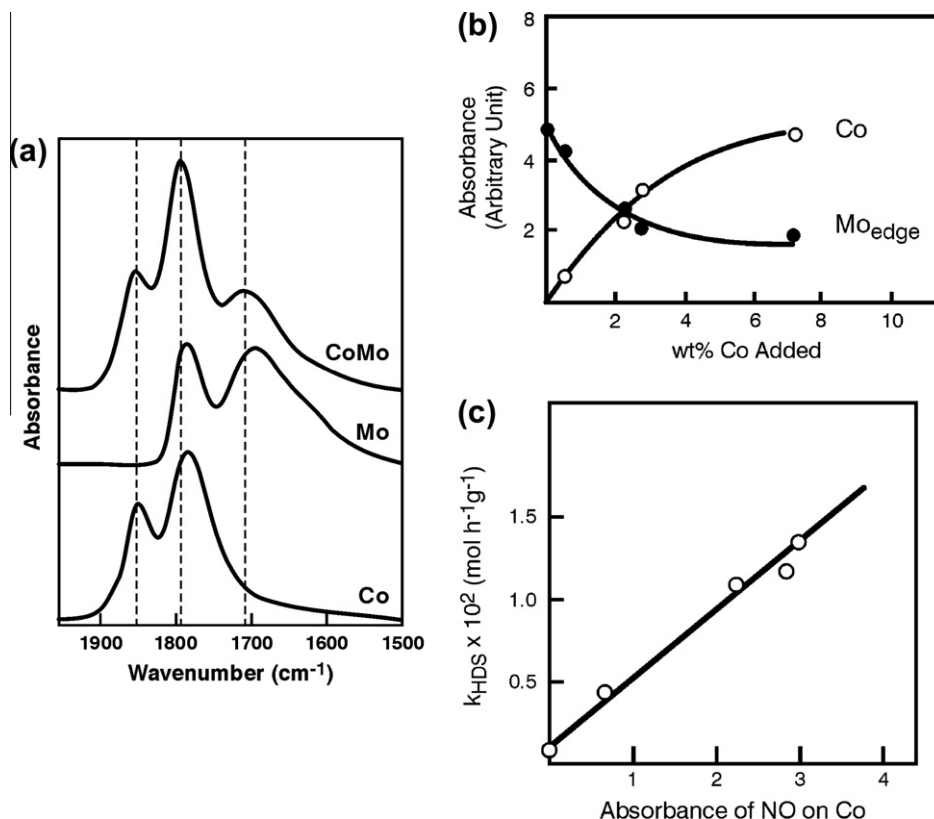 (a)
Absorbance
CoMo
Mo
Co
1900 1800 1700 1600 1500
Wavenumber (cm⁻¹)
(b)
Absorbance
(Arbitrary Unit)
8
6
4
2
Co
Mo_edge
2 4 6 8 10
wt% Co Added
(c)
k_HDS x 10² (mol h⁻¹g⁻¹)
1.5
1.0
0.5
1 2 3 4
Absorbance of NO on Co